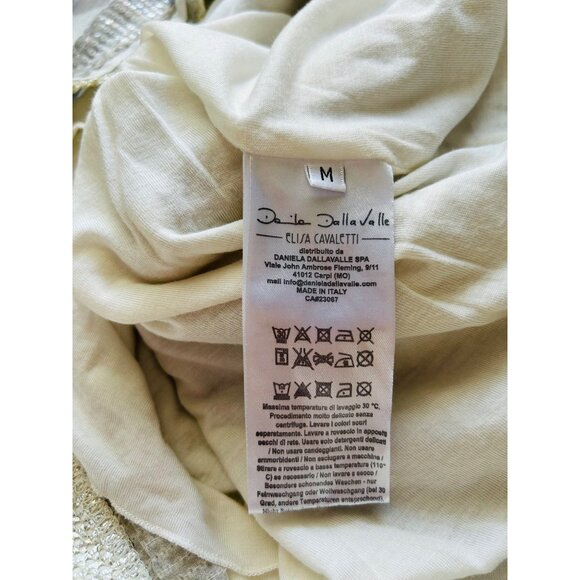 M
Daniela Dallavalle
ELISA CAVALETTI
distribuito da
DANIELA DALLAVALLE SPA
Viale John Ambrose Fleming, 9/11
41012 Carpi (MO)
mail info@danieladallavalle.com
MADE IN ITALY
CA#23067
Massima temperatura di lavaggio 30 °C.
Procedimento molto delicato senza
centrifuga. Lavare i colori scuri
separatamente. Lavare a rovescio in apposite
sacchi di rete. Usare solo detergenti delicati
/ Non usare candeggianti. Non usare
ammorbidenti / Non asciugare a macchina /
Stirare a rovescio a bassa temperatura (110°
C) se necessario / Non lavare a secco /
Besonders schonendes Waschen - nur
Feinwaschgang oder Wollwaschgang (bei 30
Grad, andere Temperaturen entsprechend)
Nicht